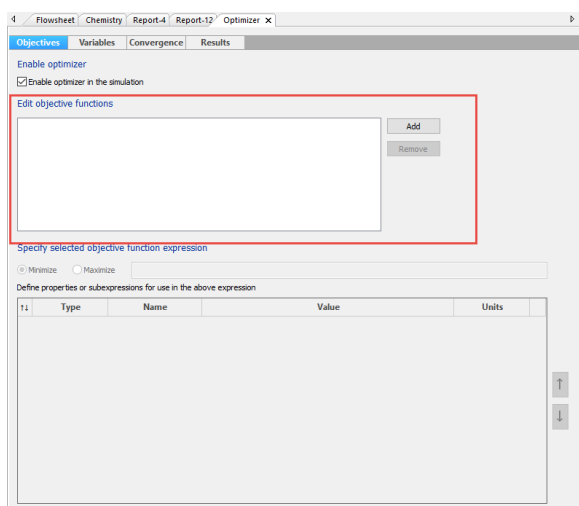 Flowsheet Chemistry Report-4 Report-12 Optimizer
Objectives Variables Convergence Results
Enable optimizer
Enable optimizer in the simulation
Edit objective functions
Add
Remove
Specify selected objective function expression
Minimize Maximize
Define properties or subexpressions for use in the above expression
↑↓ Type Name Value Units
↑
↓